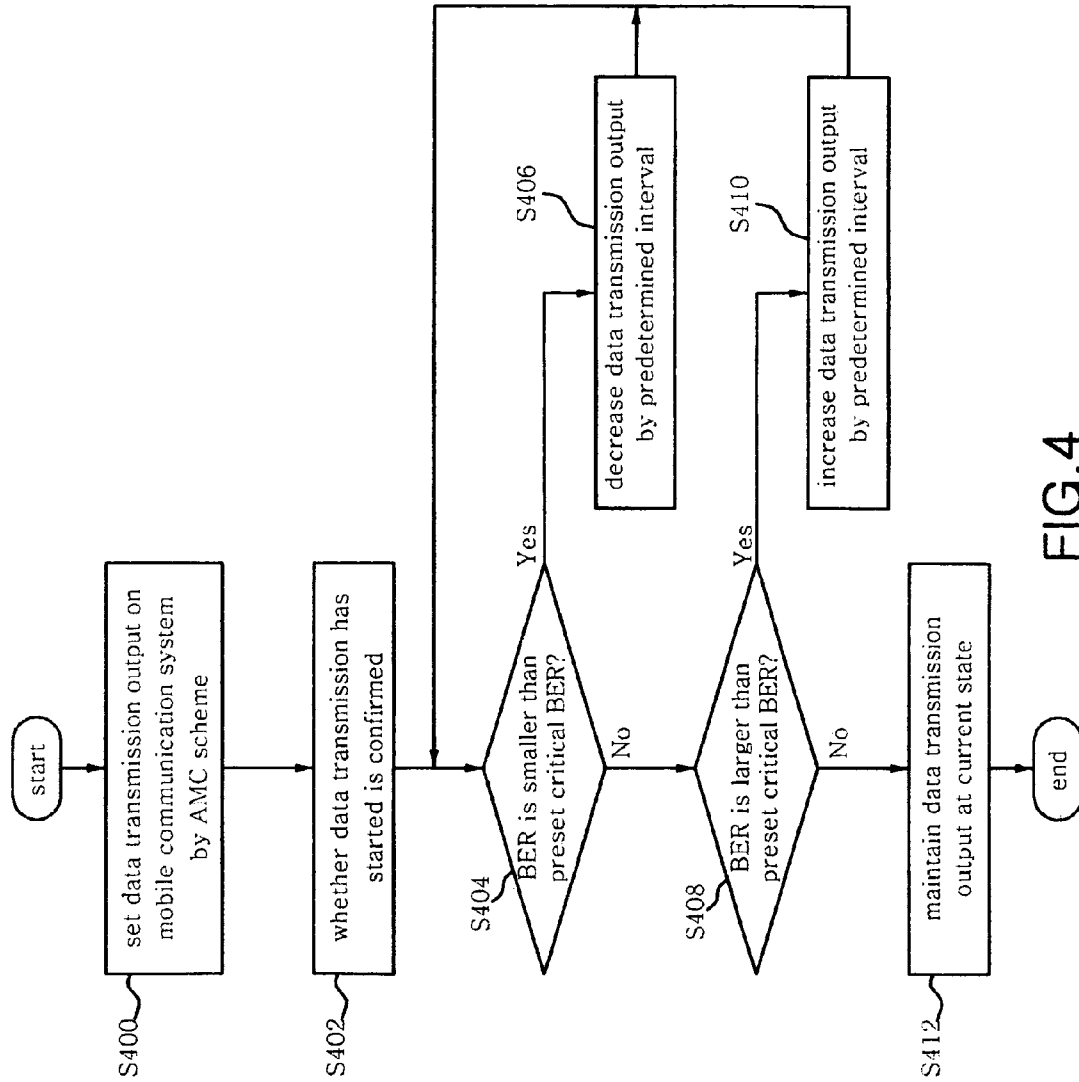 start
S400
set data transmission output on
mobile communication system
by AMC scheme
S402
whether data transmission has
started is confirmed
S404
BER is smaller than
preset critical BER?
Yes
No
S406
decrease data transmission output
by predetermined interval
S408
BER is larger than
preset critical BER?
Yes
No
S410
increase data transmission output
by predetermined interval
S412
maintain data transmission
output at current state
end
FIG.4